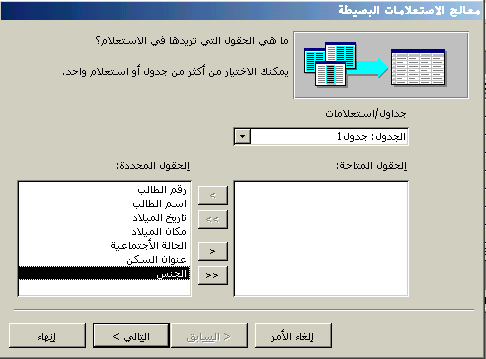 معالج الاستعلامات البسيطة
ما هي الحقول التي تريدها في الاستعلام؟
يمكنك الاختيار من أكثر من جدول أو استعلام واحد.
جداول/استعلامات
الجدول: جدول1
الحقول المتاحة:
الحقول المحددة:
رقم الطالب
اسم الطالب
تاريخ الميلاد
مكان الميلاد
الحالة الأجتماعية
عنوان السكن
الجنس
>
>>
<
<<
إلغاء الأمر
< السابق
التالي >
إنهاء